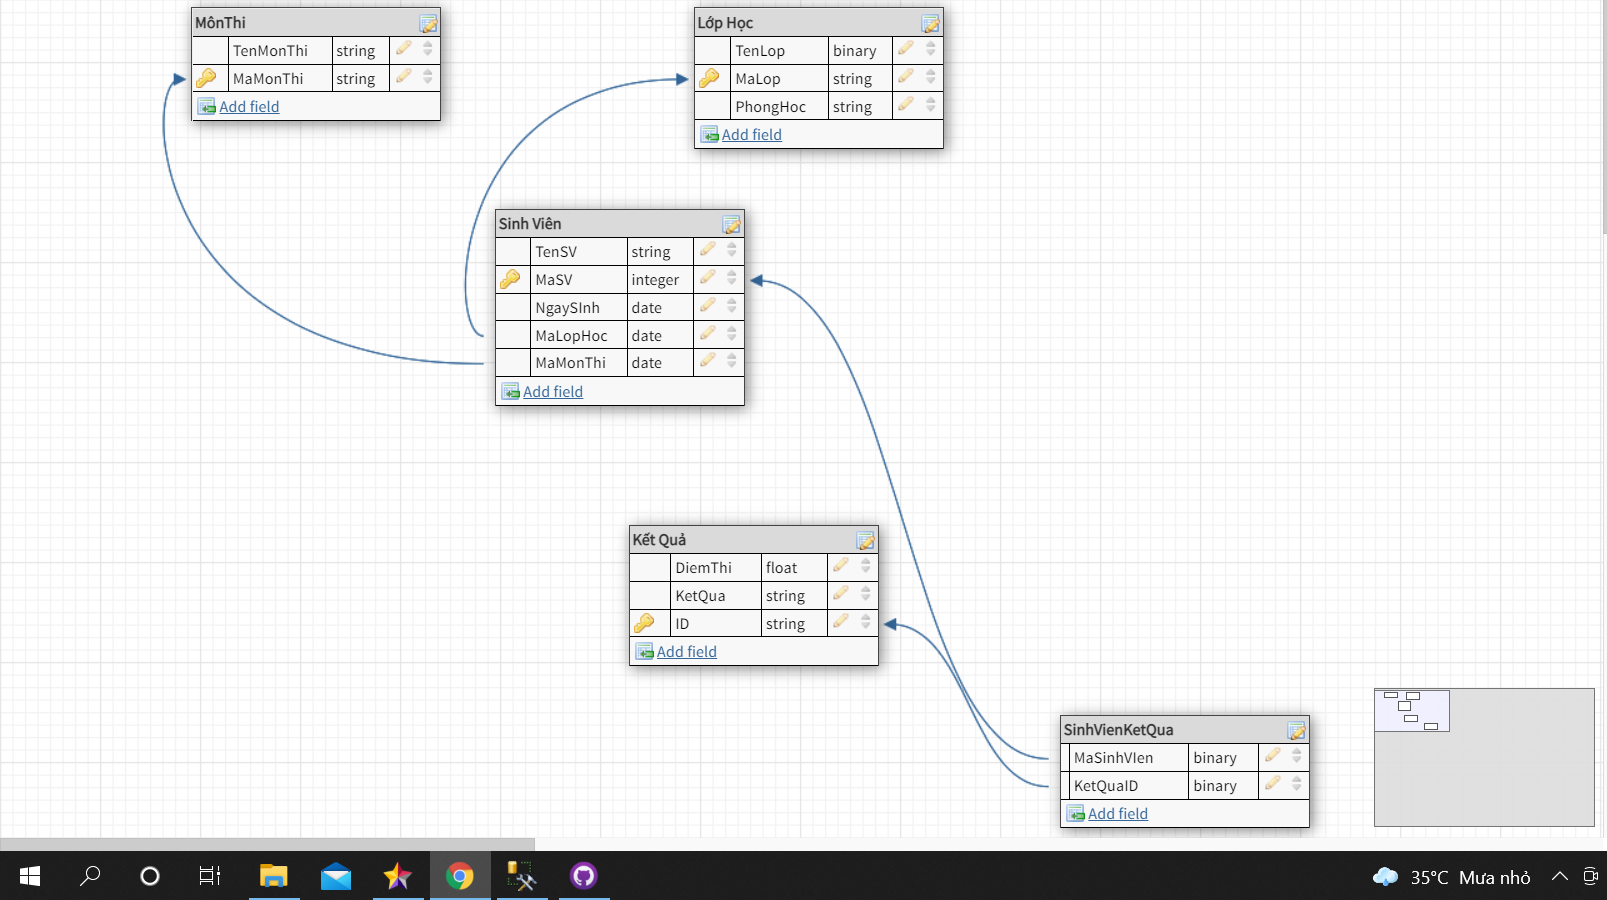 MônThi
TenMonThi string
MaMonThi string
Add field
Lớp Học
TenLop binary
MaLop string
PhongHoc string
Add field
Sinh Viên
TenSV string
MaSV integer
NgaySInh date
MaLopHoc date
MaMonThi date
Add field
Kết Quả
DiemThi float
KetQua string
ID string
Add field
SinhVienKetQua
MaSinhVIen binary
KetQuaID binary
Add field
35°C Mưa nhỏ